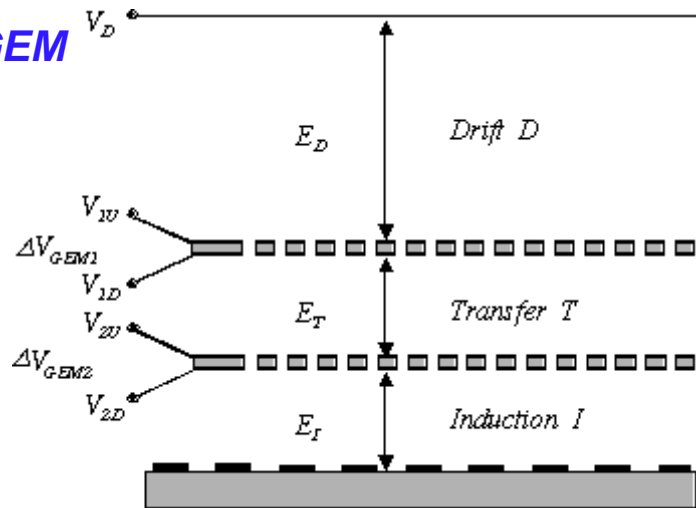 V_D
GEM
E_D Drift D
V_1U
ΔV_GEM1
V_1D
E_T Transfer T
V_2U
ΔV_GEM2
V_2D
E_I Induction I